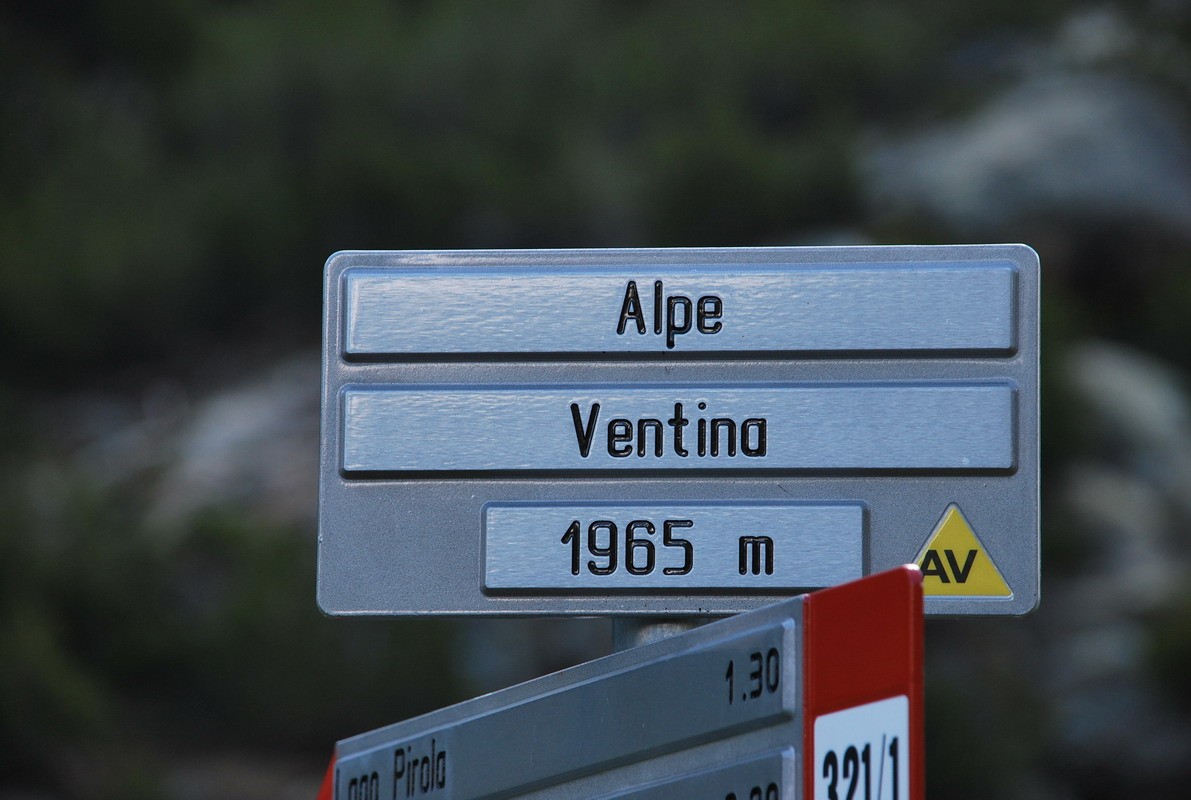 Alpe
Ventina
1965 m
AV
1.30
Lago Pirola
321/1